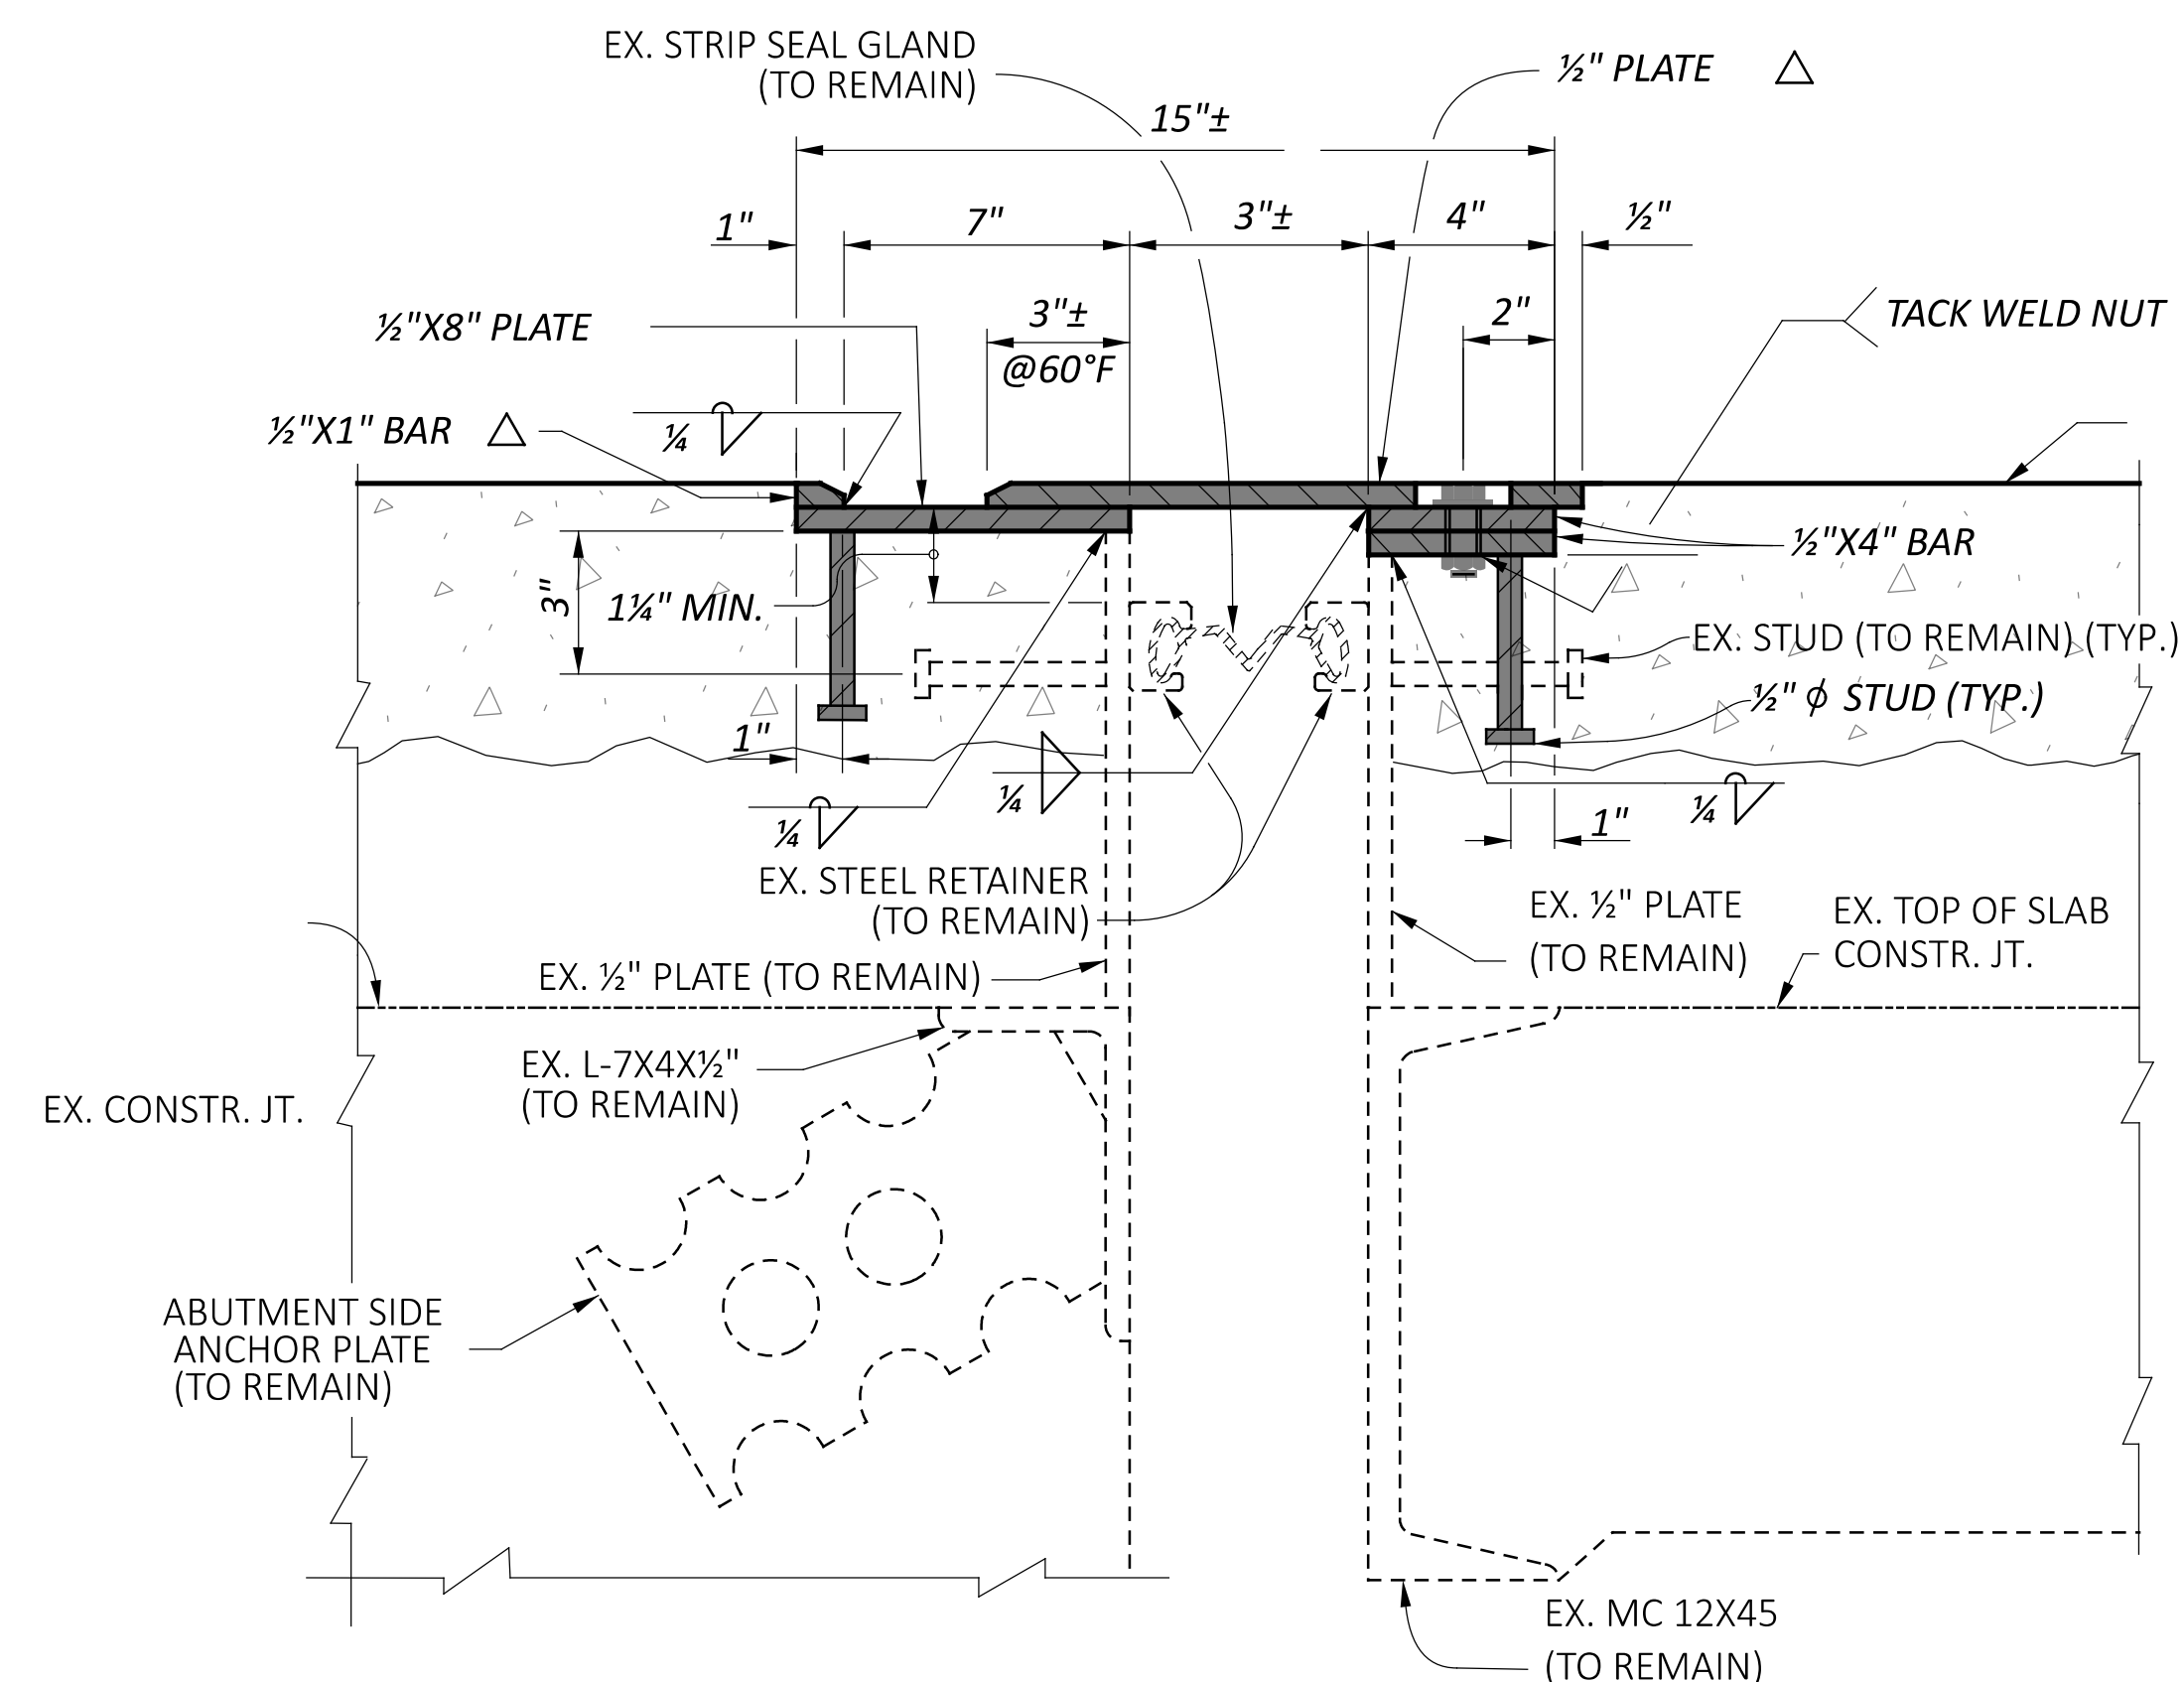 EX. STRIP SEAL GLAND
(TO REMAIN)
½" PLATE
15"±
1"
7"
3"±
4"
½"
½"X8" PLATE
3"±
@60°F
2"
TACK WELD NUT
½"X1" BAR
¼
½"X4" BAR
3"
1¼" MIN.
EX. STUD (TO REMAIN) (TYP.)
½" ϕ STUD (TYP.)
1"
¼
¼
¼
1"
EX. STEEL RETAINER
(TO REMAIN)
EX. ½" PLATE
(TO REMAIN)
EX. TOP OF SLAB
CONSTR. JT.
EX. ½" PLATE (TO REMAIN)
EX. L-7X4X½"
(TO REMAIN)
EX. CONSTR. JT.
ABUTMENT SIDE
ANCHOR PLATE
(TO REMAIN)
EX. MC 12X45
(TO REMAIN)